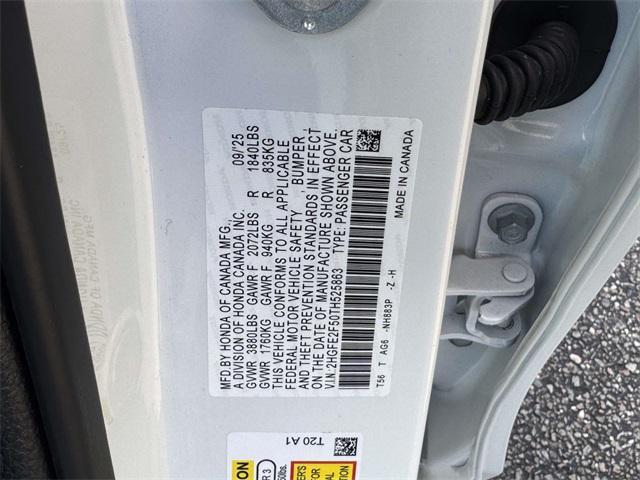 MFD. BY HONDA OF CANADA MFG. 09/25
A DIVISION OF HONDA CANADA INC.
GVWR 3880LBS GAWR F 2072LBS R 1840LBS
GVWR 1760KG GAWR F 940KG R 835KG
THIS VEHICLE CONFORMS TO ALL APPLICABLE
FEDERAL MOTOR VEHICLE SAFETY, BUMPER,
AND THEFT PREVENTION STANDARDS IN EFFECT
ON THE DATE OF MANUFACTURE SHOWN ABOVE.
V.I.N: 2HGFE2F50TH525863 TYPE: PASSENGER CAR
T56 T AG6 -NH883P -Z -H MADE IN CANADA
T20 A1